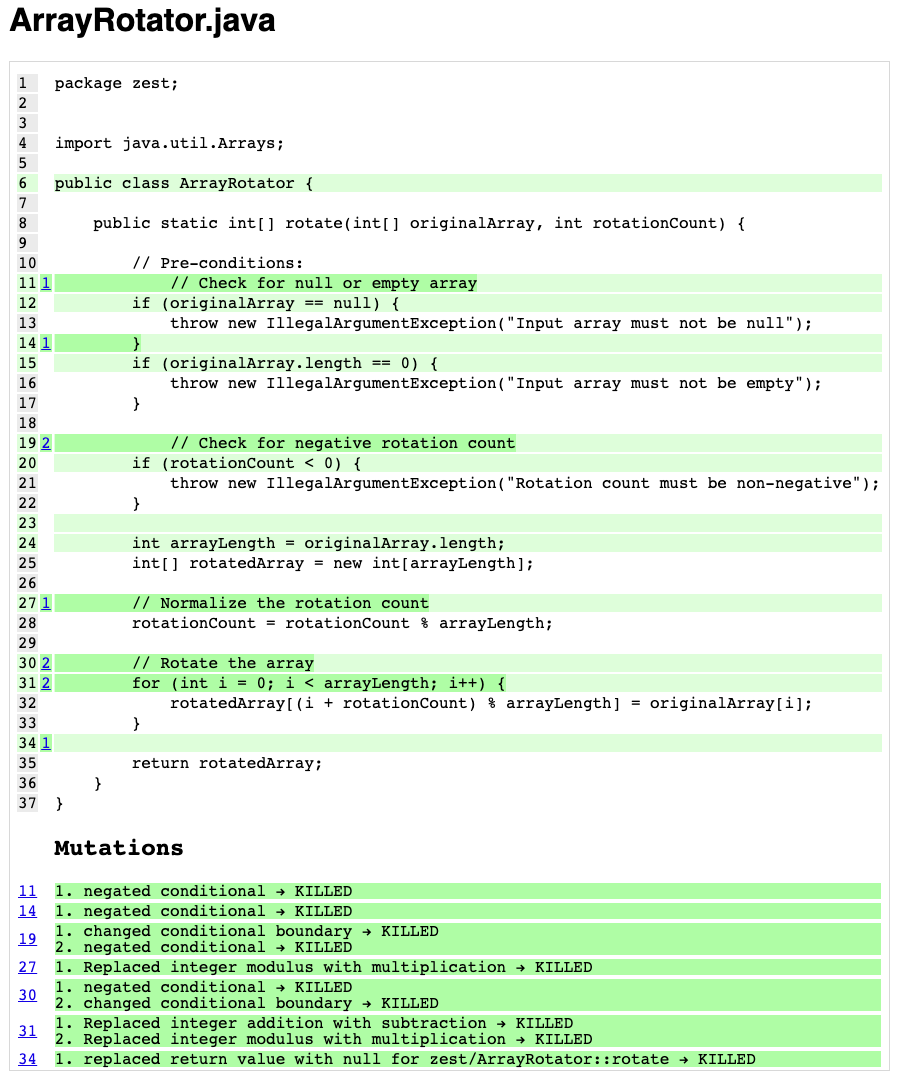 ArrayRotator.java
1 package zest;
2
3
4 import java.util.Arrays;
5
6 public class ArrayRotator {
7
8 public static int[] rotate(int[] originalArray, int rotationCount) {
9
10 // Pre-conditions:
11 1 // Check for null or empty array
12 if (originalArray == null) {
13 throw new IllegalArgumentException("Input array must not be null");
14 1 }
15 if (originalArray.length == 0) {
16 throw new IllegalArgumentException("Input array must not be empty");
17 }
18
19 2 // Check for negative rotation count
20 if (rotationCount < 0) {
21 throw new IllegalArgumentException("Rotation count must be non-negative");
22 }
23
24 int arrayLength = originalArray.length;
25 int[] rotatedArray = new int[arrayLength];
26
27 1 // Normalize the rotation count
28 rotationCount = rotationCount % arrayLength;
29
30 2 // Rotate the array
31 2 for (int i = 0; i < arrayLength; i++) {
32 rotatedArray[(i + rotationCount) % arrayLength] = originalArray[i];
33 }
34 1
35 return rotatedArray;
36 }
37 }
Mutations
11 1. negated conditional → KILLED
14 1. negated conditional → KILLED
19 1. changed conditional boundary → KILLED
2. negated conditional → KILLED
27 1. Replaced integer modulus with multiplication → KILLED
30 1. negated conditional → KILLED
2. changed conditional boundary → KILLED
31 1. Replaced integer addition with subtraction → KILLED
2. Replaced integer modulus with multiplication → KILLED
34 1. replaced return value with null for zest/ArrayRotator::rotate → KILLED